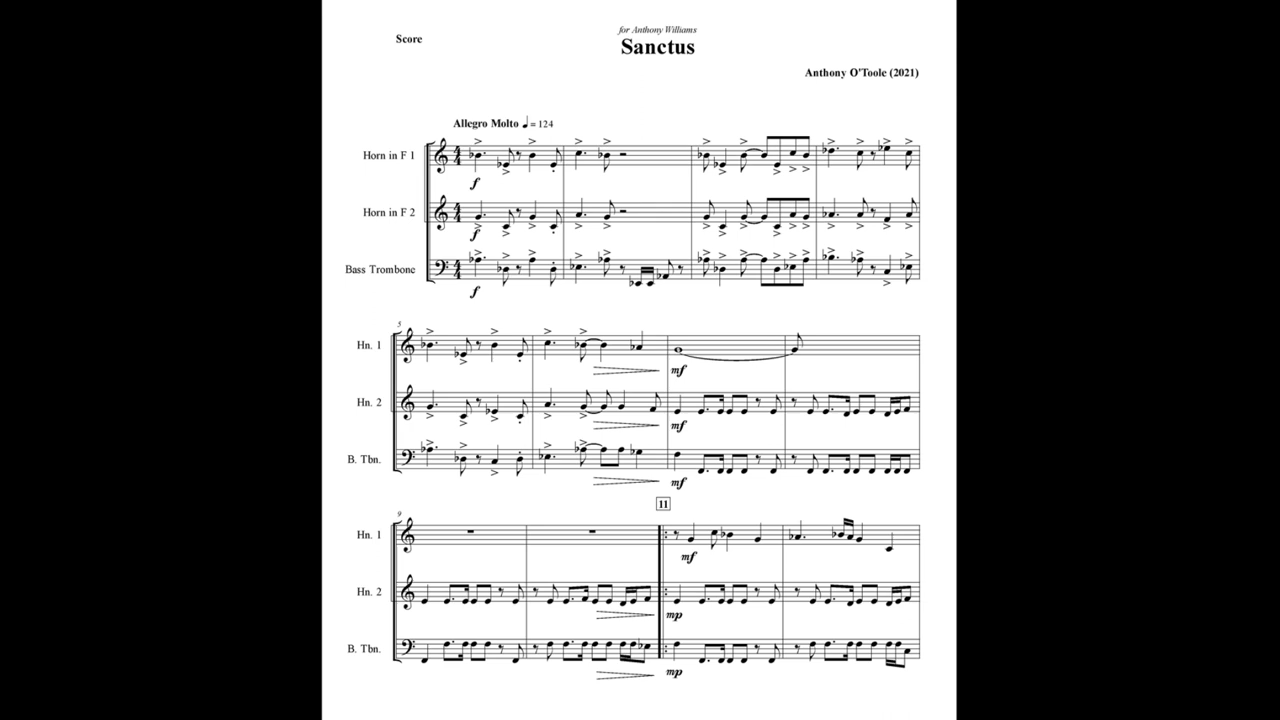 for Anthony Williams
Score
Sanctus
Anthony O'Toole (2021)
Allegro Molto ♩ = 124
Horn in F 1
f
Horn in F 2
f
Bass Trombone
f
5
Hn. 1
mf
Hn. 2
mf
B. Tbn.
mf
11
9
Hn. 1
mf
Hn. 2
mp
B. Tbn.
mp